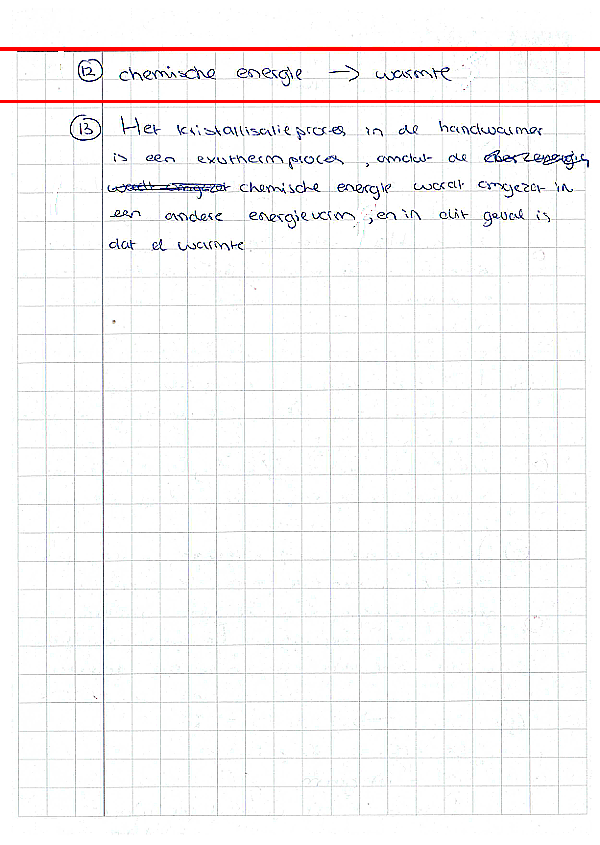 12 chemische energie → warmte
13 Het kristallisatieproces in de handwarmer
is een exotherm proces, omdat de
chemische energie wordt omgezet in
een andere energievorm, en in dit geval is
dat el warmte